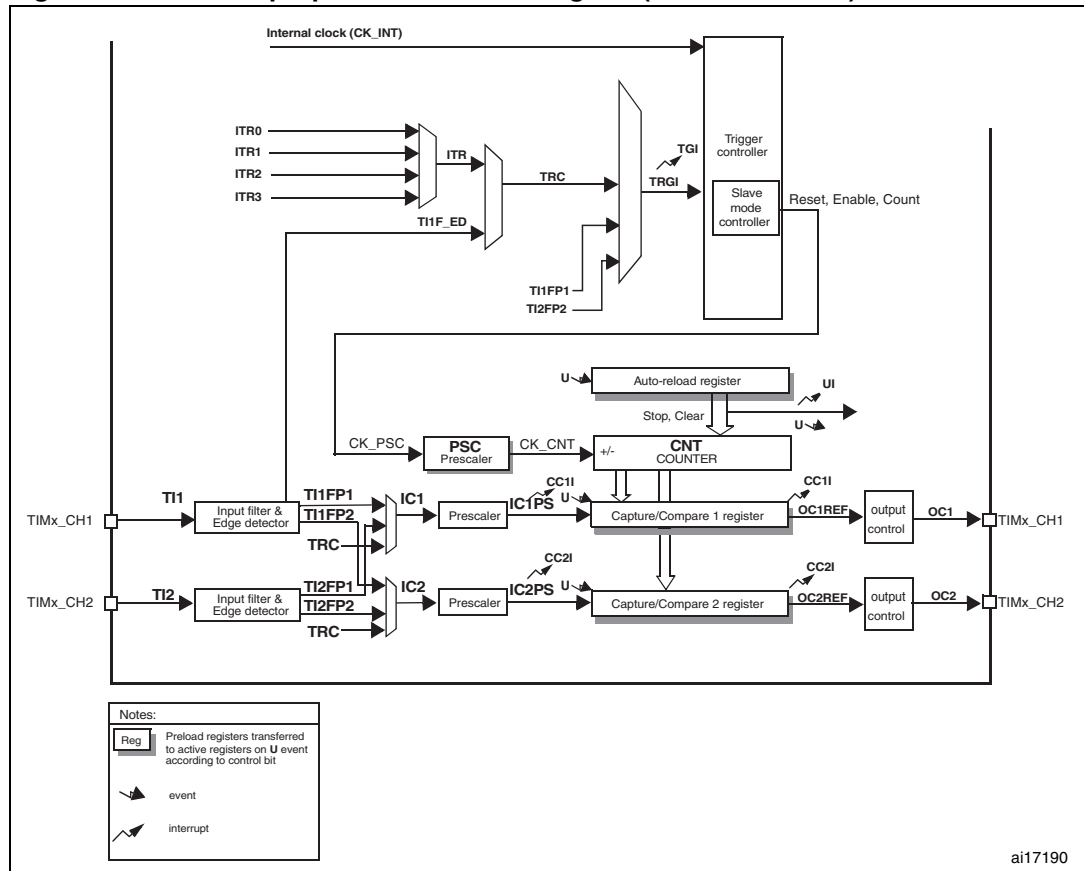 Internal clock (CK_INT)
ITR0
ITR1
ITR2
ITR3
ITR
TI1F_ED
TRC
TI1FP1
TI2FP2
TGI
TRGI
Trigger
controller
Slave
mode
controller
Reset, Enable, Count
U
Auto-reload register
UI
Stop, Clear
U
CK_PSC
PSC
Prescaler
CK_CNT
+/-
CNT
COUNTER
TIMx_CH1
TI1
Input filter &
Edge detector
TI1FP1
TI1FP2
TRC
IC1
Prescaler
CC1I
IC1PS
U
Capture/Compare 1 register
CC1I
OC1REF
output
control
OC1
TIMx_CH1
TIMx_CH2
TI2
Input filter &
Edge detector
TI2FP1
TI2FP2
TRC
IC2
Prescaler
CC2I
IC2PS
U
Capture/Compare 2 register
CC2I
OC2REF
output
control
OC2
TIMx_CH2
Notes:
Reg
Preload registers transferred
to active registers on U event
according to control bit
event
interrupt
ai17190